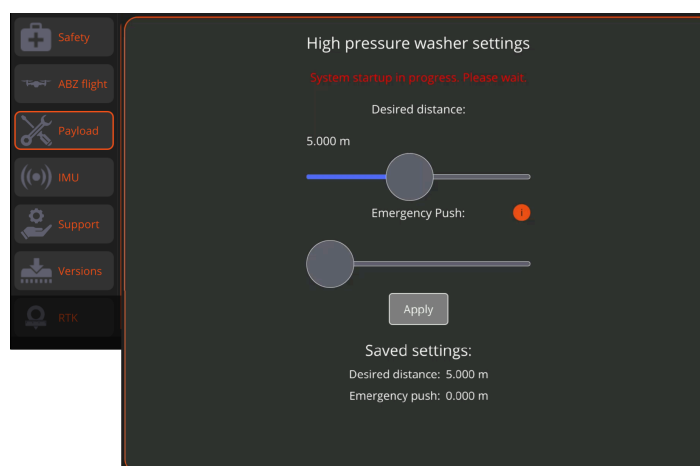 Safety
ABZ flight
Payload
IMU
Support
Versions
RTK
High pressure washer settings
System startup in progress. Please wait.
Desired distance:
5.000 m
Emergency Push:
i
Apply
Saved settings:
Desired distance: 5.000 m
Emergency push: 0.000 m